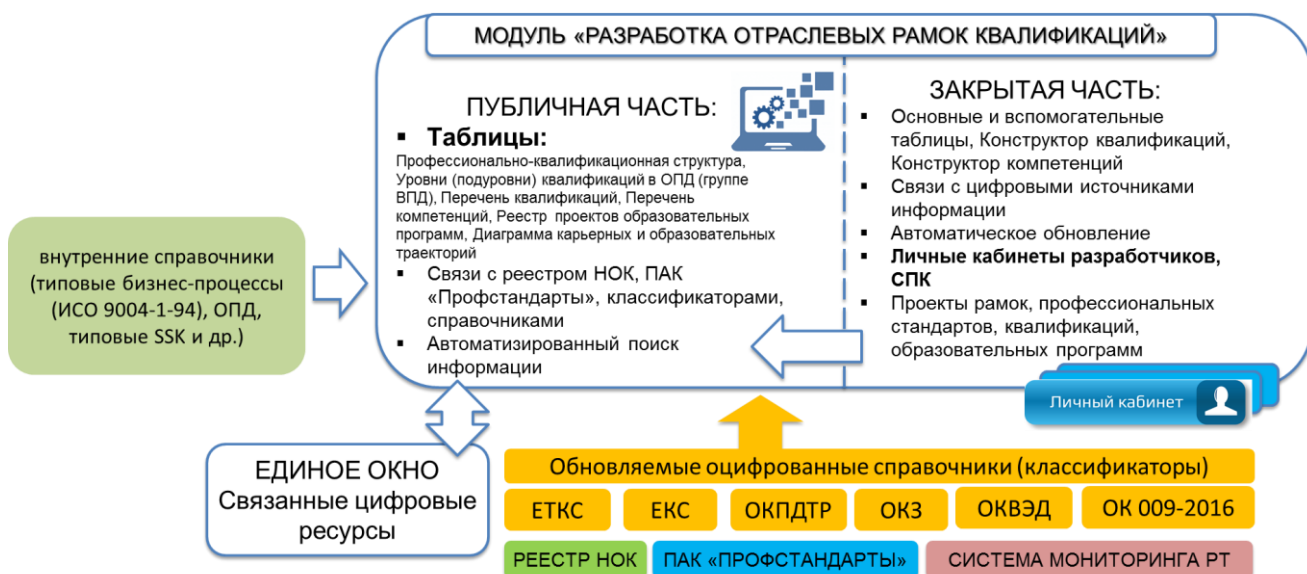 МОДУЛЬ «РАЗРАБОТКА ОТРАСЛЕВЫХ РАМОК КВАЛИФИКАЦИЙ»
ПУБЛИЧНАЯ ЧАСТЬ:
▪ Таблицы:
Профессионально-квалификационная структура,
Уровни (подуровни) квалификаций в ОПД (группе
ВПД), Перечень квалификаций, Перечень
компетенций, Реестр проектов образовательных
программ, Диаграмма карьерных и образовательных
траекторий
▪ Связи с реестром НОК, ПАК
«Профстандарты», классификаторами,
справочниками
▪ Автоматизированный поиск
информации
ЗАКРЫТАЯ ЧАСТЬ:
▪ Основные и вспомогательные
таблицы, Конструктор квалификаций,
Конструктор компетенций
▪ Связи с цифровыми источниками
информации
▪ Автоматическое обновление
▪ Личные кабинеты разработчиков,
СПК
▪ Проекты рамок, профессиональных
стандартов, квалификаций,
образовательных программ
Личный кабинет
внутренние справочники
(типовые бизнес-процессы
(ИСО 9004-1-94), ОПД,
типовые SSK и др.)
ЕДИНОЕ ОКНО
Связанные цифровые
ресурсы
Обновляемые оцифрованные справочники (классификаторы)
ЕТКС
ЕКС
ОКПДТР
ОКЗ
ОКВЭД
ОК 009-2016
РЕЕСТР НОК
ПАК «ПРОФСТАНДАРТЫ»
СИСТЕМА МОНИТОРИНГА РТ